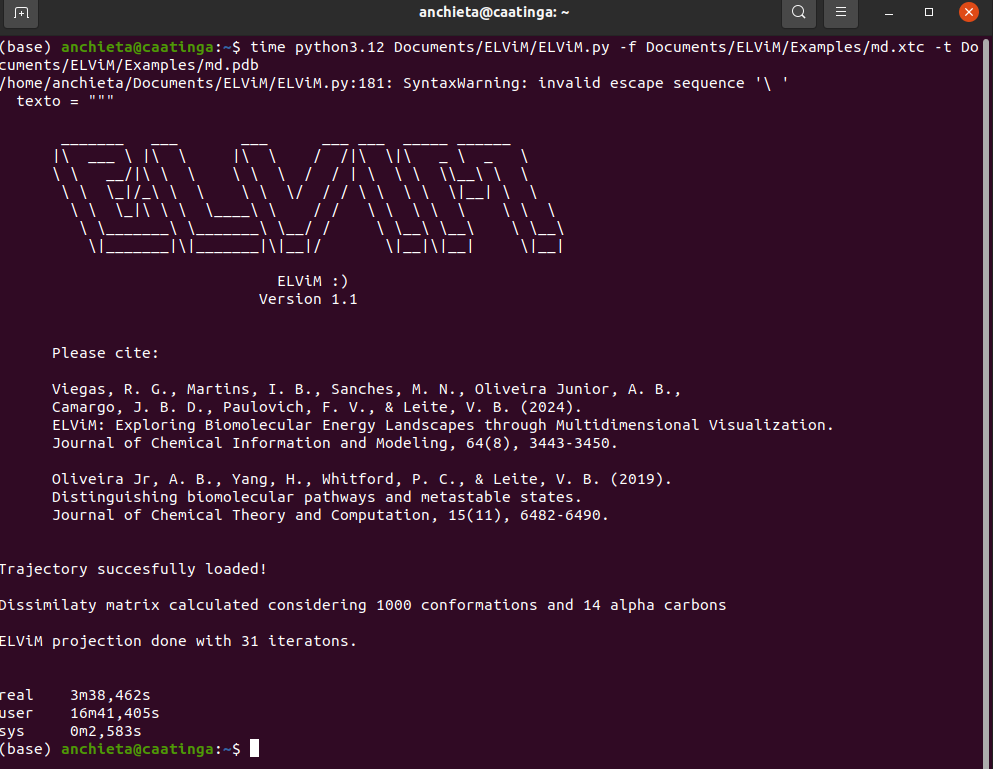 anchieta@caatinga: ~
(base) anchieta@caatinga:~$ time python3.12 Documents/ELViM/ELViM.py -f Documents/ELViM/Examples/md.xtc -t Do
cuments/ELViM/Examples/md.pdb
/home/anchieta/Documents/ELViM/ELViM.py:181: SyntaxWarning: invalid escape sequence '\ '
texto = """
ELViM :)
Version 1.1
Please cite:
Viegas, R. G., Martins, I. B., Sanches, M. N., Oliveira Junior, A. B.,
Camargo, J. B. D., Paulovich, F. V., & Leite, V. B. (2024).
ELViM: Exploring Biomolecular Energy Landscapes through Multidimensional Visualization.
Journal of Chemical Information and Modeling, 64(8), 3443-3450.
Oliveira Jr, A. B., Yang, H., Whitford, P. C., & Leite, V. B. (2019).
Distinguishing biomolecular pathways and metastable states.
Journal of Chemical Theory and Computation, 15(11), 6482-6490.
Trajectory succesfully loaded!
Dissimilaty matrix calculated considering 1000 conformations and 14 alpha carbons
ELViM projection done with 31 iteratons.
real 3m38,462s
user 16m41,405s
sys 0m2,583s
(base) anchieta@caatinga:~$